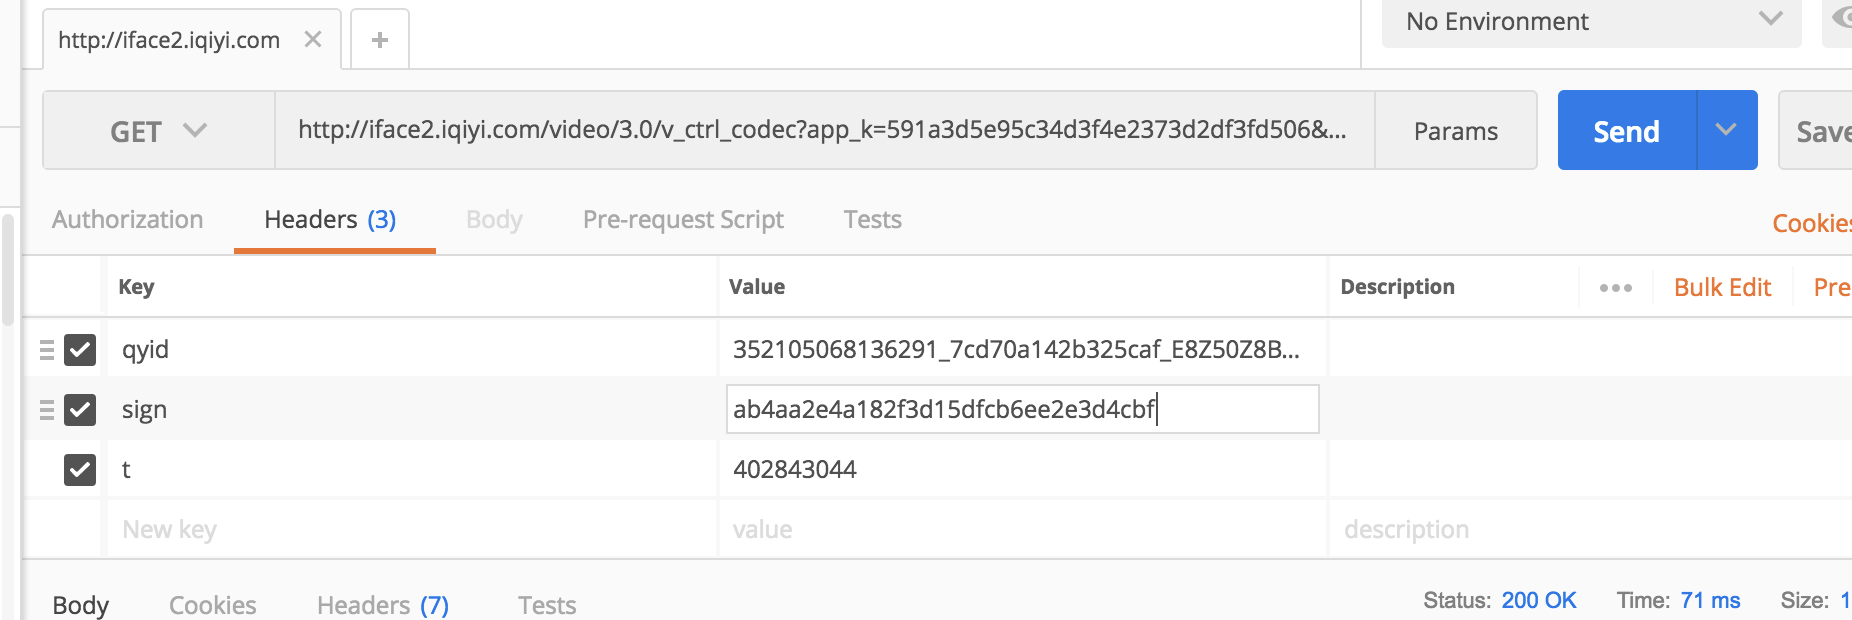 http://iface2.iqiyi.com
No Environment
GET http://iface2.iqiyi.com/video/3.0/v_ctrl_codec?app_k=591a3d5e95c34d3f4e2373d2df3fd506&... Params Send Save
Authorization Headers (3) Body Pre-request Script Tests Cookies
Key Value Description Bulk Edit Pre
qyid 352105068136291_7cd70a142b325caf_E8Z50Z8B...
sign ab4aa2e4a182f3d15dfcb6ee2e3d4cbf
t 402843044
New key value description
Body Cookies Headers (7) Tests Status: 200 OK Time: 71 ms Size: 1